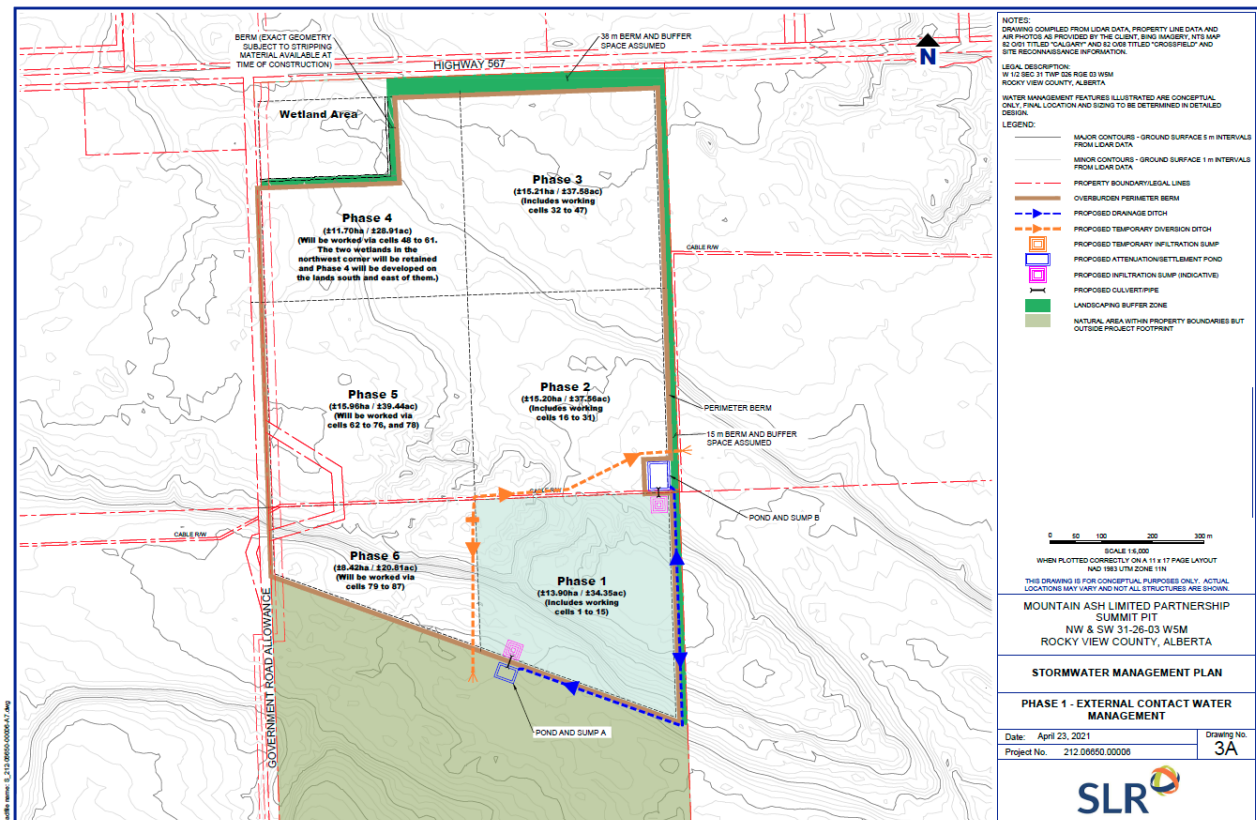 BERM (EXACT GEOMETRY
SUBJECT TO STRIPPING
MATERIAL AVAILABLE AT
TIME OF CONSTRUCTION)
38 m BERM AND BUFFER
SPACE ASSUMED
HIGHWAY 567
N
Wetland Area
Phase 3
(±15.21ha / ±37.58ac)
(Includes working
cells 32 to 47)
Phase 4
(±11.70ha / ±28.91ac)
(Will be worked via cells 48 to 61.
The two wetlands in the
northwest corner will be retained
and Phase 4 will be developed on
the lands south and east of them.)
CABLE R/W
Phase 5
(±15.96ha / ±39.44ac)
(Will be worked via
cells 62 to 76, and 78)
Phase 2
(±15.20ha / ±37.56ac)
(Includes working
cells 16 to 31)
PERIMETER BERM
15 m BERM AND BUFFER
SPACE ASSUMED
CABLE R/W
POND AND SUMP B
CABLE R/W
Phase 6
(±8.42ha / ±20.81ac)
(Will be worked via
cells 79 to 87)
Phase 1
(±13.90ha / ±34.35ac)
(Includes working
cells 1 to 15)
POND AND SUMP A
GOVERNMENT ROAD ALLOWANCE
NOTES:
DRAWING COMPILED FROM LIDAR DATA, PROPERTY LINE DATA AND
AIR PHOTOS AS PROVIDED BY THE CLIENT, BING IMAGERY, NTS MAP
82 O/01 TITLED "CALGARY" AND 82 O/08 TITLED "CROSSFIELD" AND
SITE RECONNAISSANCE INFORMATION.
LEGAL DESCRIPTION:
W 1/2 SEC 31 TWP 026 RGE 03 W5M
ROCKY VIEW COUNTY, ALBERTA
WATER MANAGEMENT FEATURES ILLUSTRATED ARE CONCEPTUAL
ONLY, FINAL LOCATION AND SIZING TO BE DETERMINED IN DETAILED
DESIGN.
LEGEND:
MAJOR CONTOURS - GROUND SURFACE 5 m INTERVALS
FROM LIDAR DATA
MINOR CONTOURS - GROUND SURFACE 1 m INTERVALS
FROM LIDAR DATA
PROPERTY BOUNDARY/LEGAL LINES
OVERBURDEN PERIMETER BERM
PROPOSED DRAINAGE DITCH
PROPOSED TEMPORARY DIVERSION DITCH
PROPOSED TEMPORARY INFILTRATION SUMP
PROPOSED ATTENUATION/SETTLEMENT POND
PROPOSED INFILTRATION SUMP (INDICATIVE)
PROPOSED CULVERT/PIPE
LANDSCAPING BUFFER ZONE
NATURAL AREA WITHIN PROPERTY BOUNDARIES BUT
OUTSIDE PROJECT FOOTPRINT
0 50 100 200 300 m
SCALE 1:6,000
WHEN PLOTTED CORRECTLY ON A 11 x 17 PAGE LAYOUT
NAD 1983 UTM ZONE 11N
THIS DRAWING IS FOR CONCEPTUAL PURPOSES ONLY. ACTUAL
LOCATIONS MAY VARY AND NOT ALL STRUCTURES ARE SHOWN.
MOUNTAIN ASH LIMITED PARTNERSHIP
SUMMIT PIT
NW & SW 31-26-03 W5M
ROCKY VIEW COUNTY, ALBERTA
STORMWATER MANAGEMENT PLAN
PHASE 1 - EXTERNAL CONTACT WATER
MANAGEMENT
Date: April 23, 2021
Drawing No.
3A
Project No. 212.06650.00006
SLR